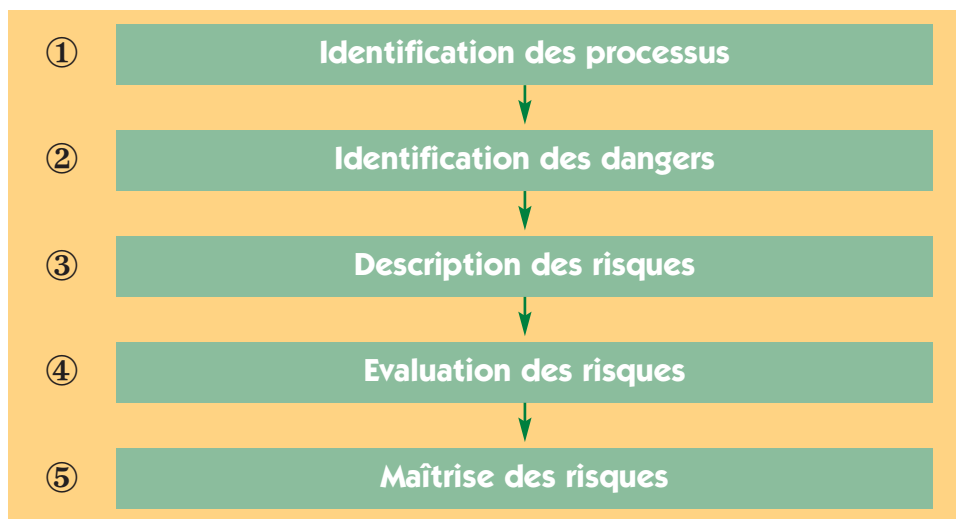 ① Identification des processus
② Identification des dangers
③ Description des risques
④ Evaluation des risques
⑤ Maîtrise des risques